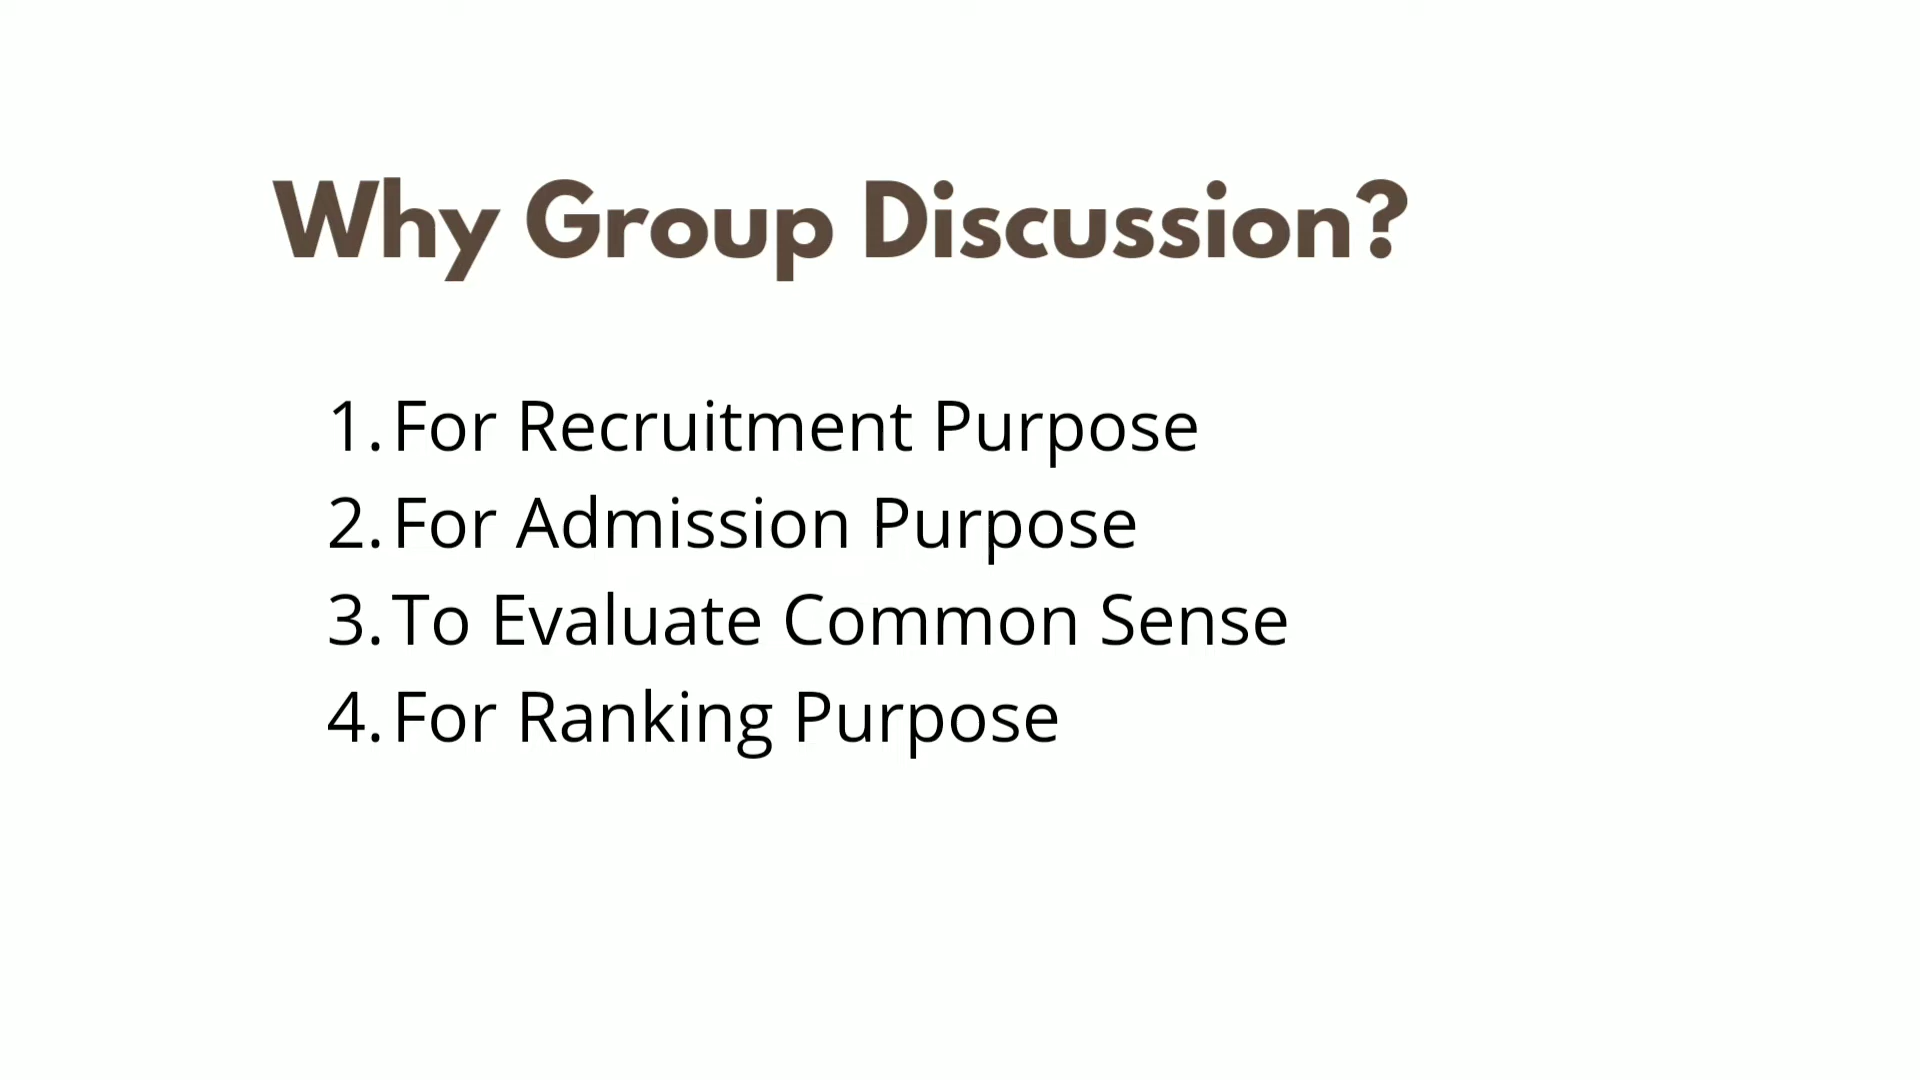 Why Group Discussion?
1. For Recruitment Purpose
2. For Admission Purpose
3. To Evaluate Common Sense
4. For Ranking Purpose